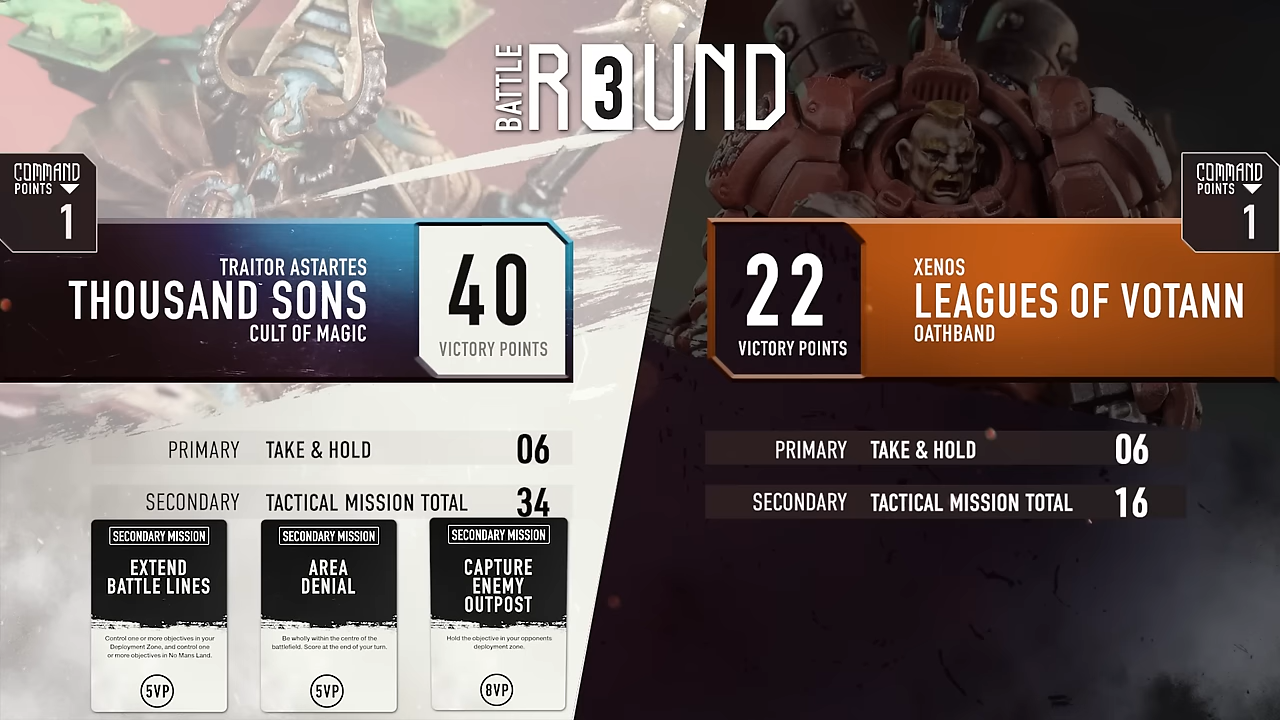 BATTLE
R3UND
COMMAND
POINTS
1
TRAITOR ASTARTES
THOUSAND SONS
CULT OF MAGIC
40
VICTORY POINTS
PRIMARY TAKE & HOLD 06
SECONDARY TACTICAL MISSION TOTAL 34
SECONDARY MISSION
EXTEND
BATTLE LINES
Control one or more objectives in your
Deployment Zone, and control one
or more objectives in No Mans Land.
5VP
SECONDARY MISSION
AREA
DENIAL
Be wholly within the centre of the
battlefield. Score at the end of your turn.
5VP
SECONDARY MISSION
CAPTURE
ENEMY
OUTPOST
Hold the objective in your opponents
deployment zone.
8VP
COMMAND
POINTS
1
22
VICTORY POINTS
XENOS
LEAGUES OF VOTANN
OATHBAND
PRIMARY TAKE & HOLD 06
SECONDARY TACTICAL MISSION TOTAL 16